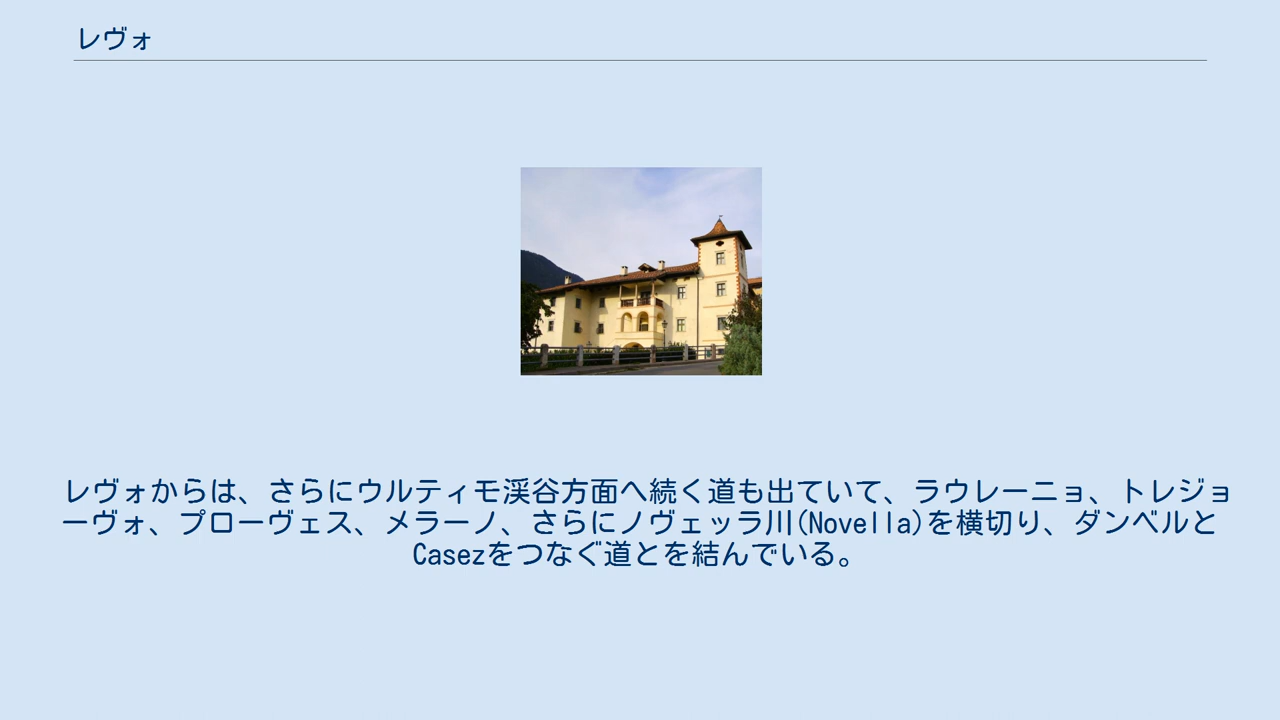 レヴォ
レヴォからは、さらにウルティモ渓谷方面へ続く道も出ていて、ラウレーニョ、トレジョ
ーヴォ、プローヴェス、メラーノ、さらにノヴェッラ川(Novella)を横切り、ダンベルと
Casezをつなぐ道とを結んでいる。